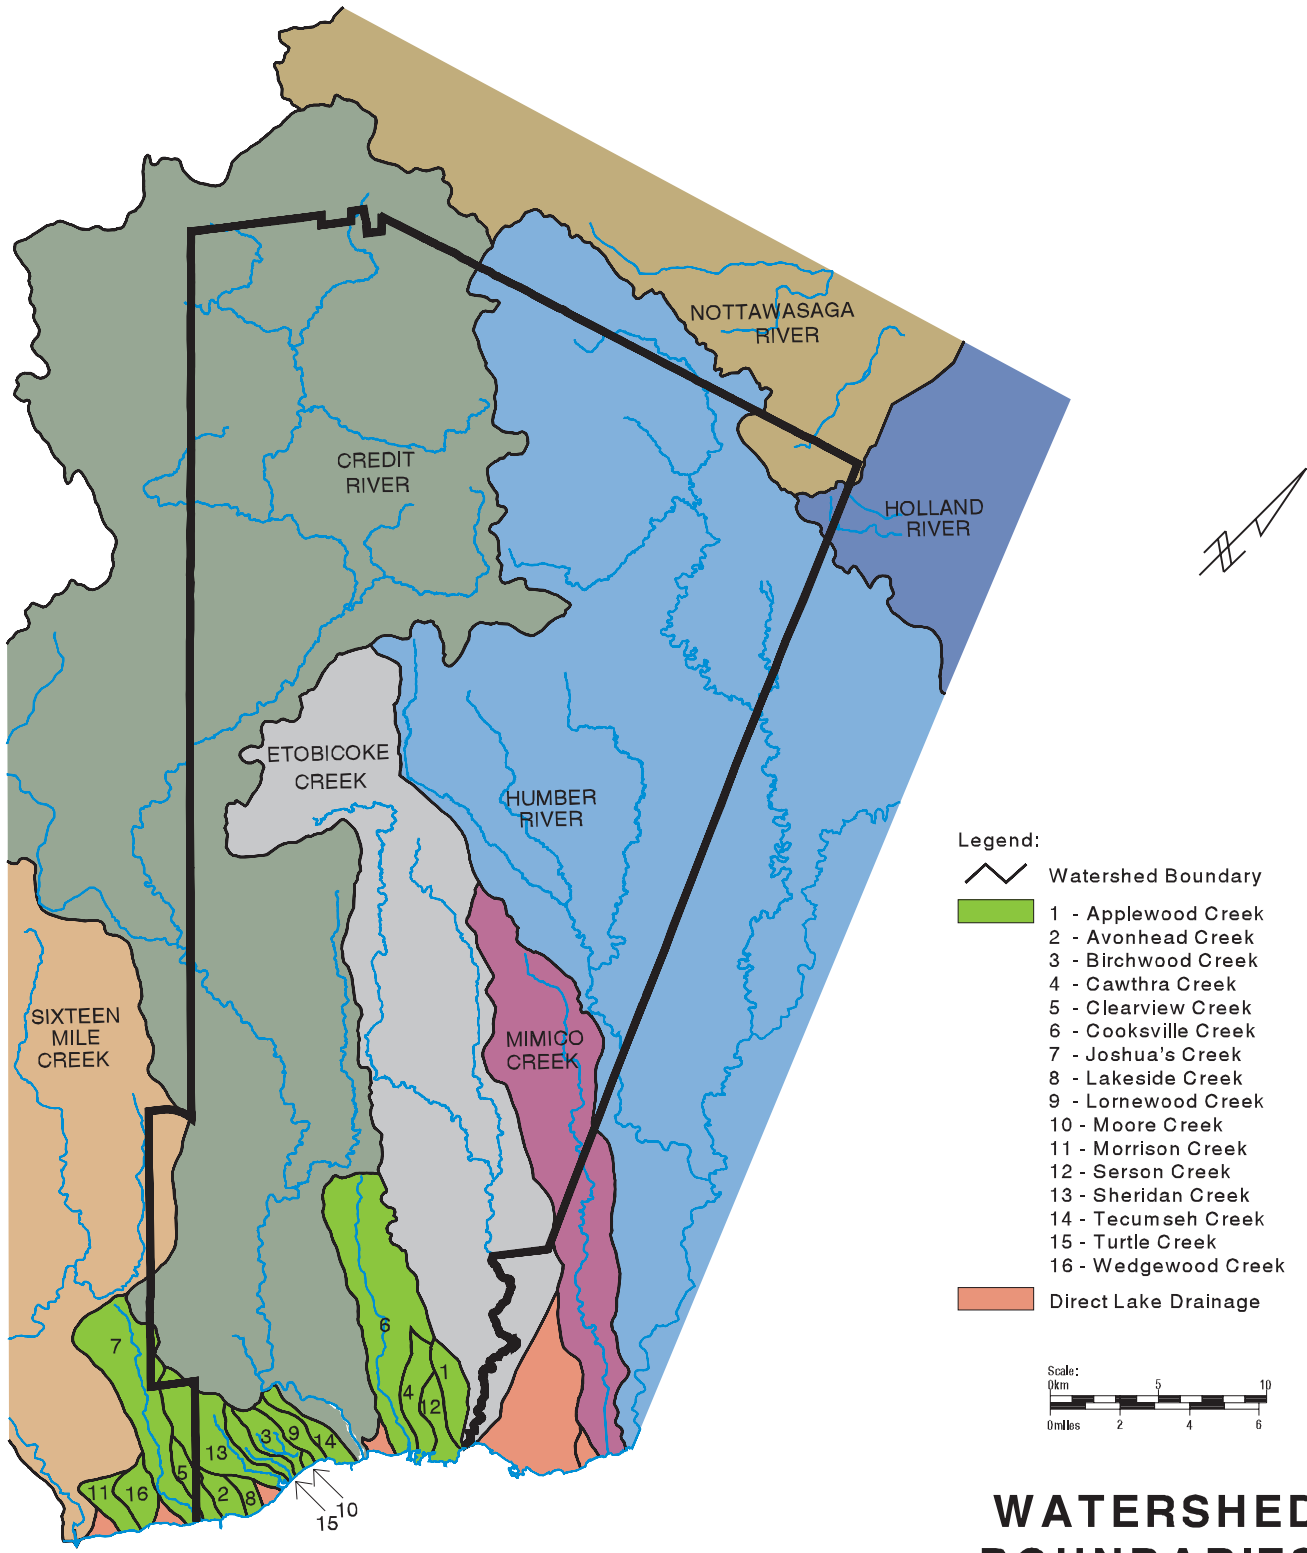 NOTTAWASAGA
RIVER
CREDIT
RIVER
HOLLAND
RIVER
ETOBICOKE
CREEK
HUMBER
RIVER
SIXTEEN
MILE
CREEK
MIMICO
CREEK
6
7
1
4
12
3
9
14
13
5
11
16
2
8
10
15
Legend:
Watershed Boundary
1 - Applewood Creek
2 - Avonhead Creek
3 - Birchwood Creek
4 - Cawthra Creek
5 - Clearview Creek
6 - Cooksville Creek
7 - Joshua's Creek
8 - Lakeside Creek
9 - Lornewood Creek
10 - Moore Creek
11 - Morrison Creek
12 - Serson Creek
13 - Sheridan Creek
14 - Tecumseh Creek
15 - Turtle Creek
16 - Wedgewood Creek
Direct Lake Drainage
Scale:
0km 5 10
0miles 2 4 6
WATERSHED
BOUNDARIES